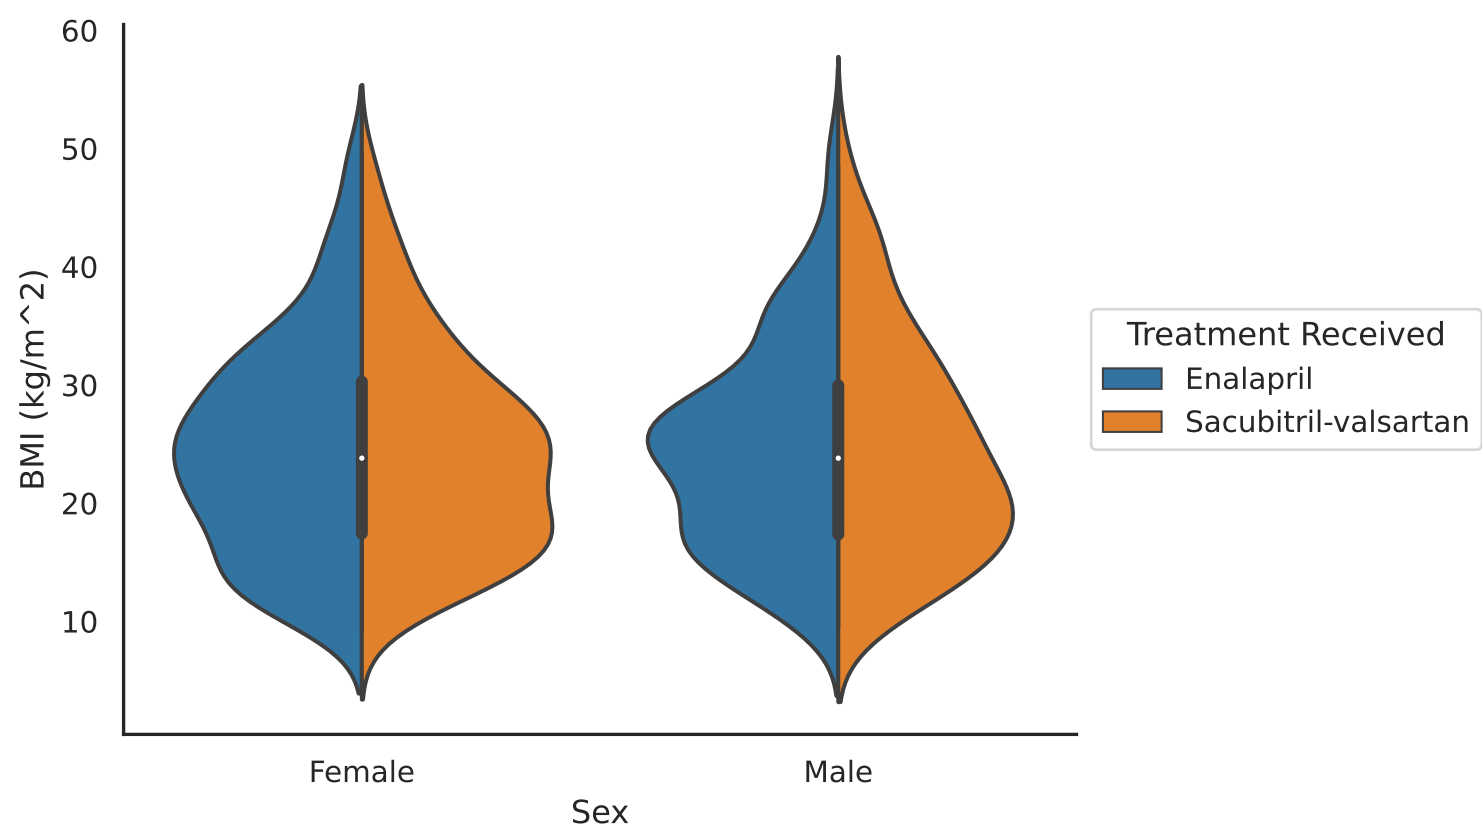 60
50
40
30
20
10
BMI (kg/m^2)
Female
Male
Sex
Treatment Received
Enalapril
Sacubitril-valsartan